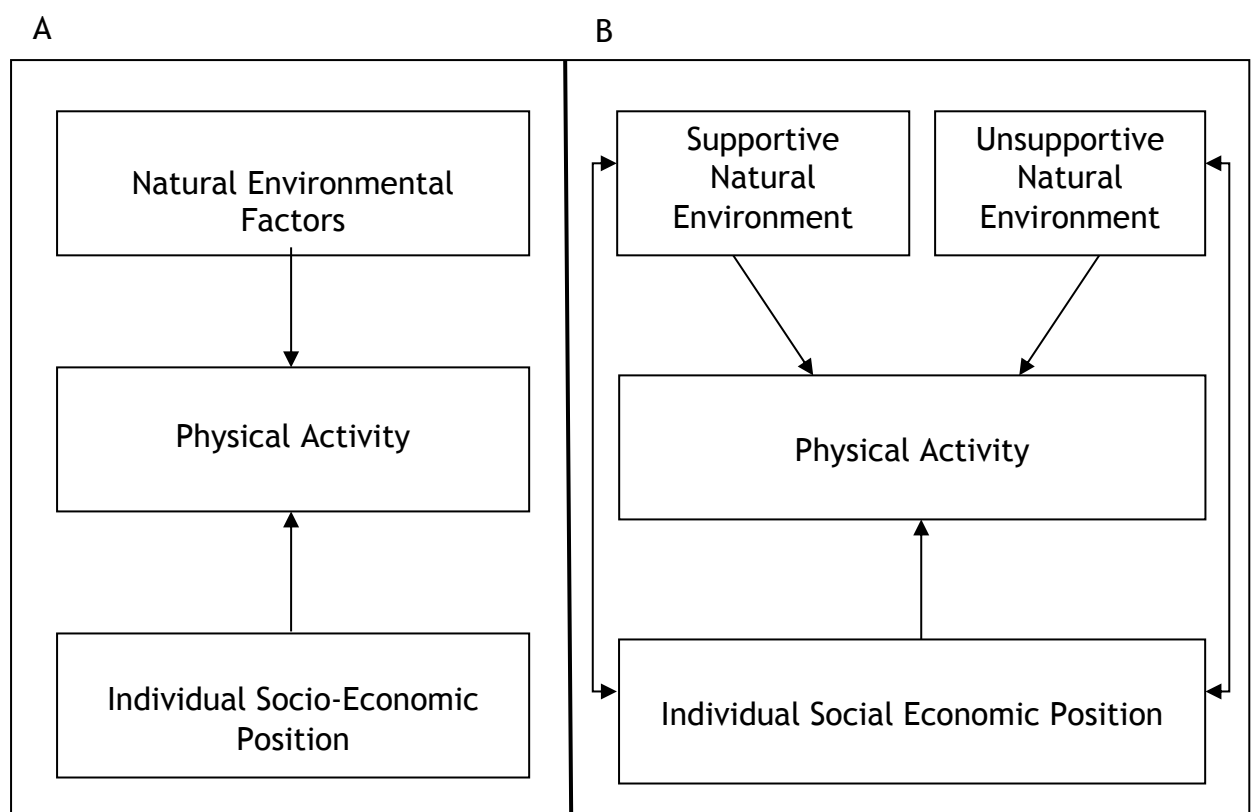 A
Natural Environmental
Factors
Physical Activity
Individual Socio-Economic
Position
B
Supportive
Natural
Environment
Unsupportive
Natural
Environment
Physical Activity
Individual Social Economic Position